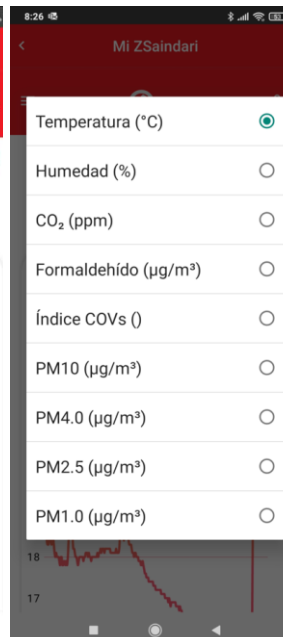 8:26
Mi ZSaindari
Temperatura (°C)
Humedad (%)
CO₂ (ppm)
Formaldehído (µg/m³)
Índice COVs ()
PM10 (µg/m³)
PM4.0 (µg/m³)
PM2.5 (µg/m³)
PM1.0 (µg/m³)
18
17